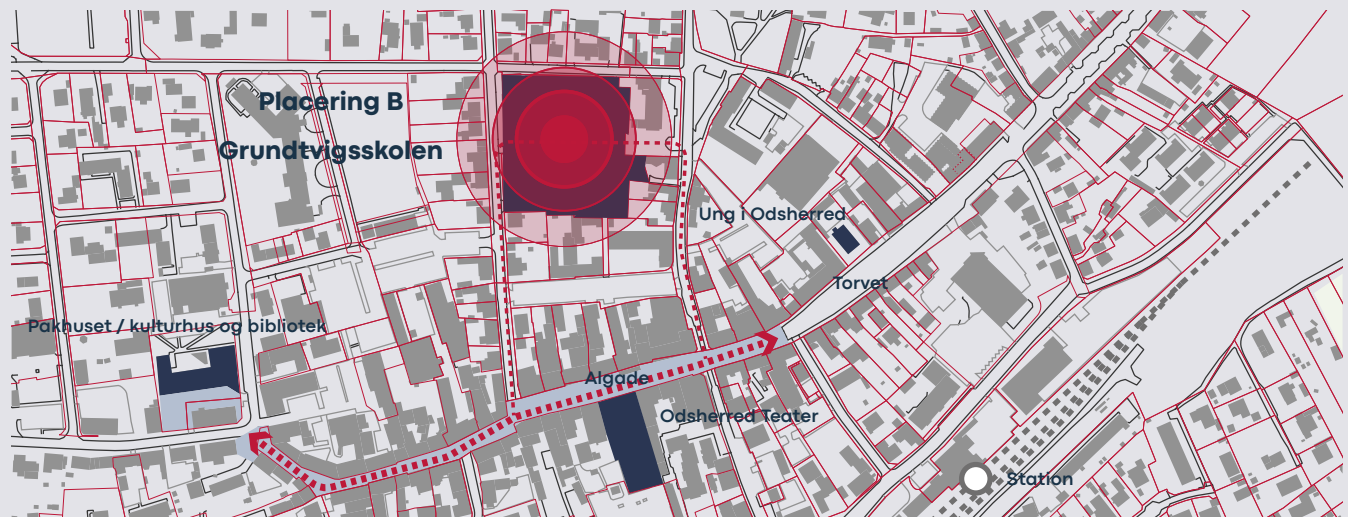 Placering B
Grundtvigsskolen
Ung i Odsherred
Torvet
Pakhuset / kulturhus og bibliotek
Algade
Odsherred Teater
Station